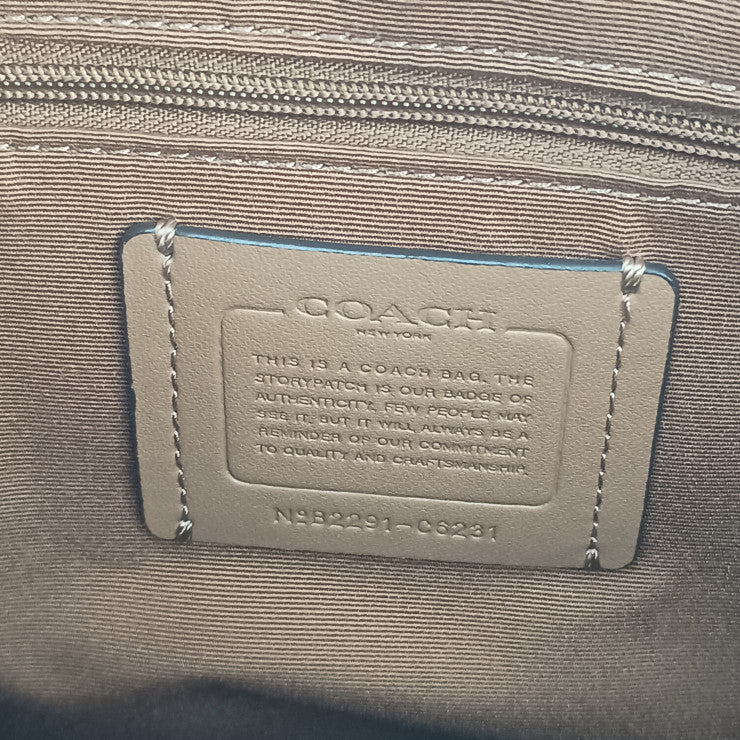 COACH
NEW YORK
THIS IS A COACH BAG. THE
STORYPATCH IS OUR BADGE OF
AUTHENTICITY. FEW PEOPLE MAY
SEE IT, BUT IT WILL ALWAYS BE A
REMINDER OF OUR COMMITMENT
TO QUALITY AND CRAFTSMANSHIP.
Nº B2291-C6231